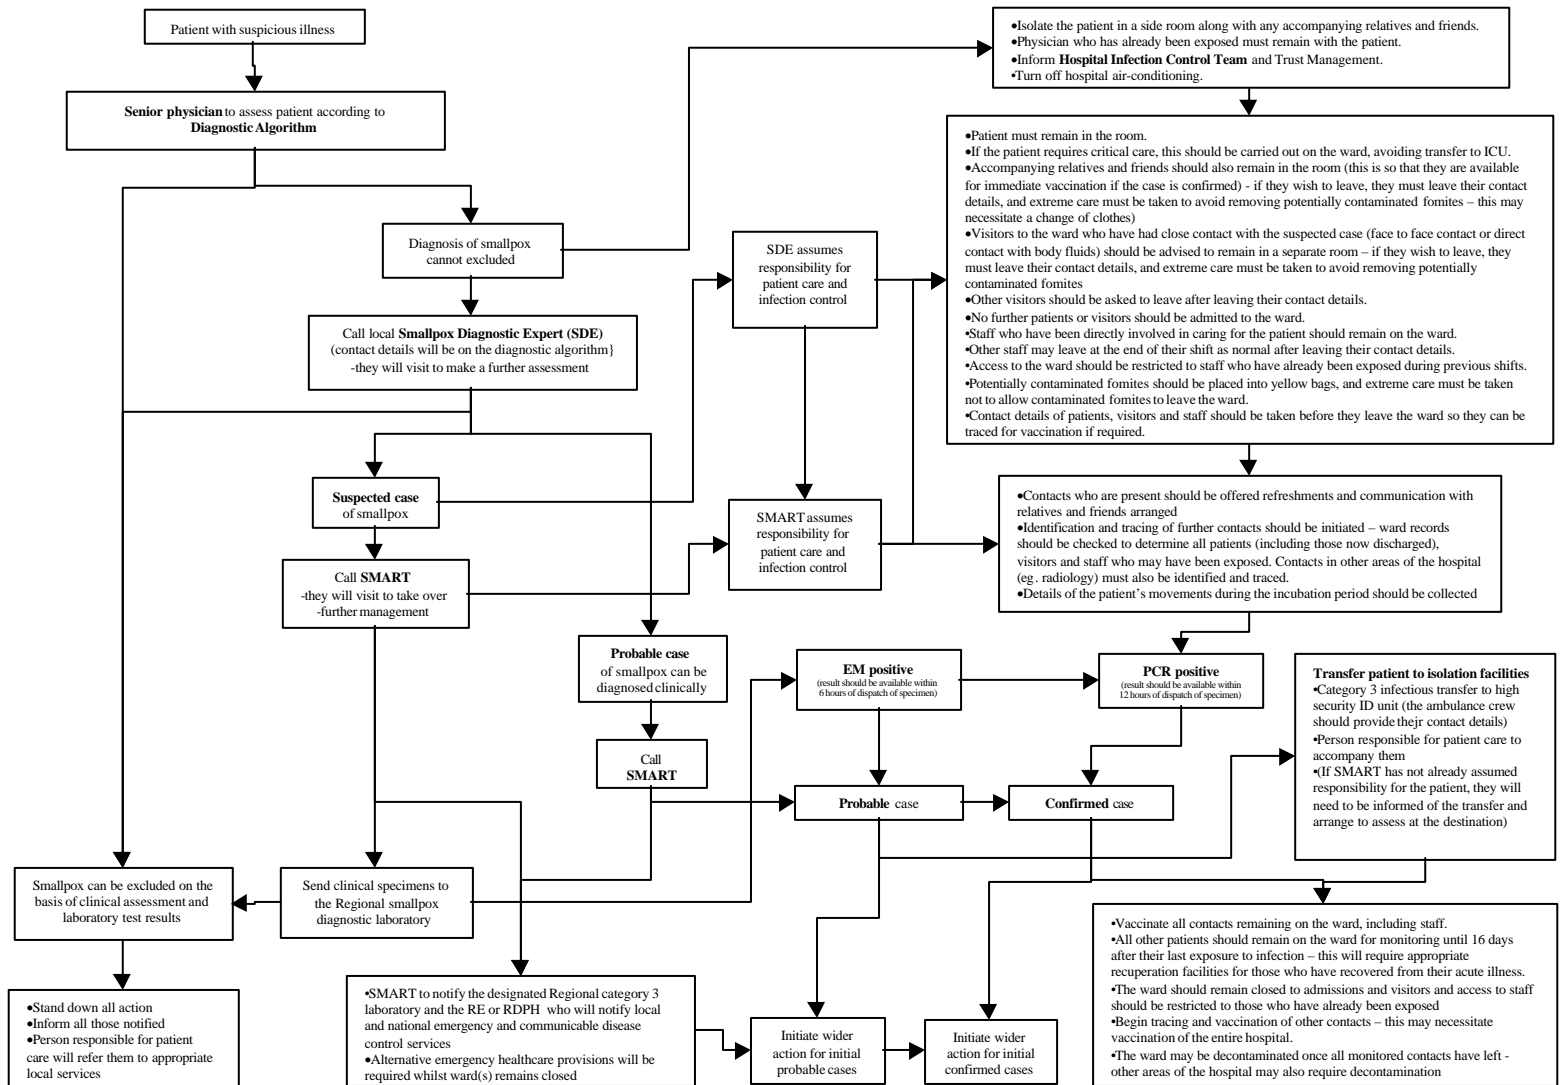 Patient with suspicious illness
Senior physician to assess patient according to
Diagnostic Algorithm
Diagnosis of smallpox
cannot excluded
Call local Smallpox Diagnostic Expert (SDE)
(contact details will be on the diagnostic algorithm}
-they will visit to make a further assessment
Suspected case
of smallpox
Call SMART
-they will visit to take over
-further management
Probable case
of smallpox can be
diagnosed clinically
Call
SMART
SDE assumes
responsibility for
patient care and
infection control
SMART assumes
responsibility for
patient care and
infection control
•Isolate the patient in a side room along with any accompanying relatives and friends.
•Physician who has already been exposed must remain with the patient.
•Inform Hospital Infection Control Team and Trust Management.
•Turn off hospital air-conditioning.
•Patient must remain in the room.
•If the patient requires critical care, this should be carried out on the ward, avoiding transfer to ICU.
•Accompanying relatives and friends should also remain in the room (this is so that they are available
for immediate vaccination if the case is confirmed) - if they wish to leave, they must leave their contact
details, and extreme care must be taken to avoid removing potentially contaminated fomites – this may
necessitate a change of clothes)
•Visitors to the ward who have had close contact with the suspected case (face to face contact or direct
contact with body fluids) should be advised to remain in a separate room – if they wish to leave, they
must leave their contact details, and extreme care must be taken to avoid removing potentially
contaminated fomites
•Other visitors should be asked to leave after leaving their contact details.
•No further patients or visitors should be admitted to the ward.
•Staff who have been directly involved in caring for the patient should remain on the ward.
•Other staff may leave at the end of their shift as normal after leaving their contact details.
•Access to the ward should be restricted to staff who have already been exposed during previous shifts.
•Potentially contaminated fomites should be placed into yellow bags, and extreme care must be taken
not to allow contaminated fomites to leave the ward.
•Contact details of patients, visitors and staff should be taken before they leave the ward so they can be
traced for vaccination if required.
•Contacts who are present should be offered refreshments and communication with
relatives and friends arranged
•Identification and tracing of further contacts should be initiated – ward records
should be checked to determine all patients (including those now discharged),
visitors and staff who may have been exposed. Contacts in other areas of the hospital
(eg. radiology) must also be identified and traced.
•Details of the patient's movements during the incubation period should be collected
EM positive
(result should be available within
6 hours of dispatch of specimen)
PCR positive
(result should be available within
12 hours of dispatch of specimen)
Probable case
Confirmed case
Transfer patient to isolation facilities
•Category 3 infectious transfer to high
security ID unit (the ambulance crew
should provide thejr contact details)
•Person responsible for patient care to
accompany them
•(If SMART has not already assumed
responsibility for the patient, they will
need to be informed of the transfer and
arrange to assess at the destination)
Smallpox can be excluded on the
basis of clinical assessment and
laboratory test results
Send clinical specimens to
the Regional smallpox
diagnostic laboratory
•Stand down all action
•Inform all those notified
•Person responsible for patient
care will refer them to appropriate
local services
•SMART to notify the designated Regional category 3
laboratory and the RE or RDPH who will notify local
and national emergency and communicable disease
control services
•Alternative emergency healthcare provisions will be
required whilst ward(s) remains closed
Initiate wider
action for initial
probable cases
Initiate wider
action for initial
confirmed cases
•Vaccinate all contacts remaining on the ward, including staff.
•All other patients should remain on the ward for monitoring until 16 days
after their last exposure to infection – this will require appropriate
recuperation facilities for those who have recovered from their acute illness.
•The ward should remain closed to admissions and visitors and access to staff
should be restricted to those who have already been exposed
•Begin tracing and vaccination of other contacts – this may necessitate
vaccination of the entire hospital.
•The ward may be decontaminated once all monitored contacts have left -
other areas of the hospital may also require decontamination